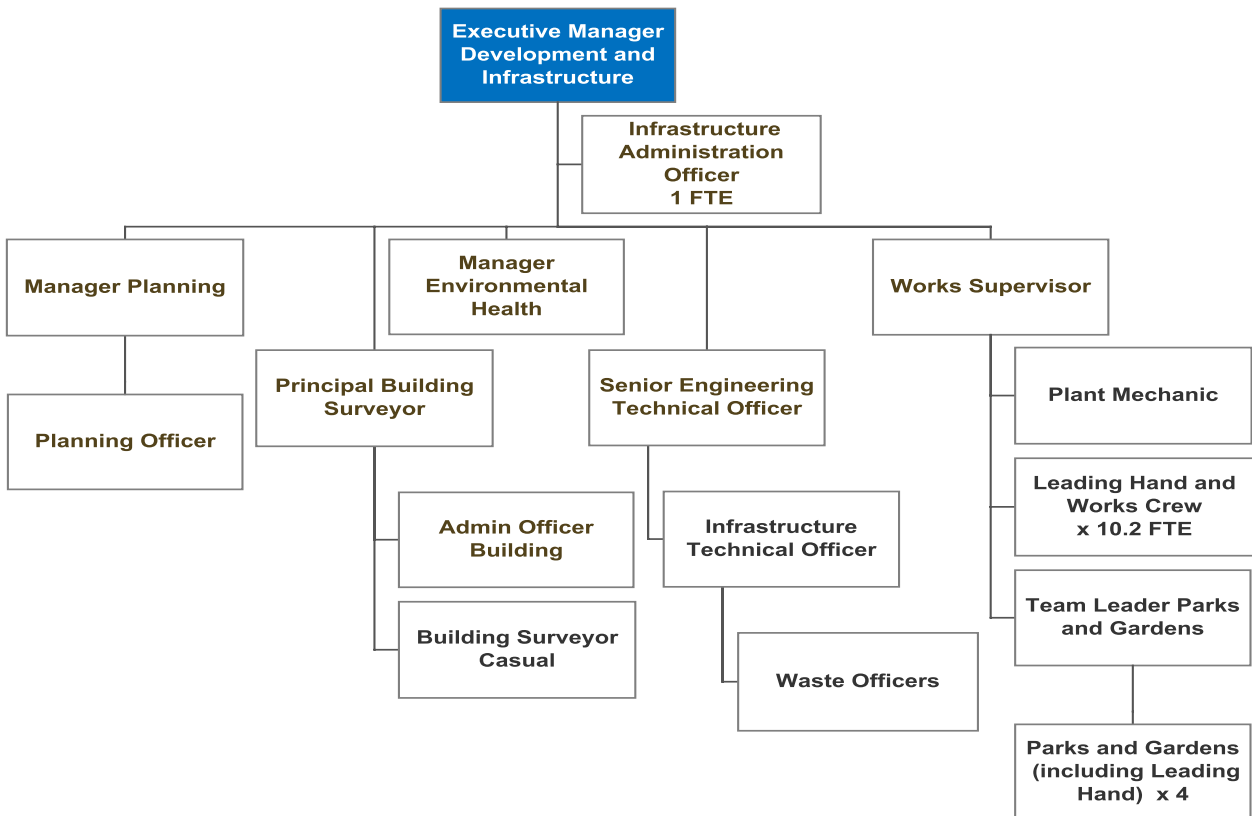 Executive Manager
Development and
Infrastructure
Infrastructure
Administration
Officer
1 FTE
Manager Planning
Manager
Environmental
Health
Works Supervisor
Planning Officer
Principal Building
Surveyor
Senior Engineering
Technical Officer
Plant Mechanic
Admin Officer
Building
Infrastructure
Technical Officer
Leading Hand and
Works Crew
x 10.2 FTE
Building Surveyor
Casual
Waste Officers
Team Leader Parks
and Gardens
Parks and Gardens
(including Leading
Hand) x 4